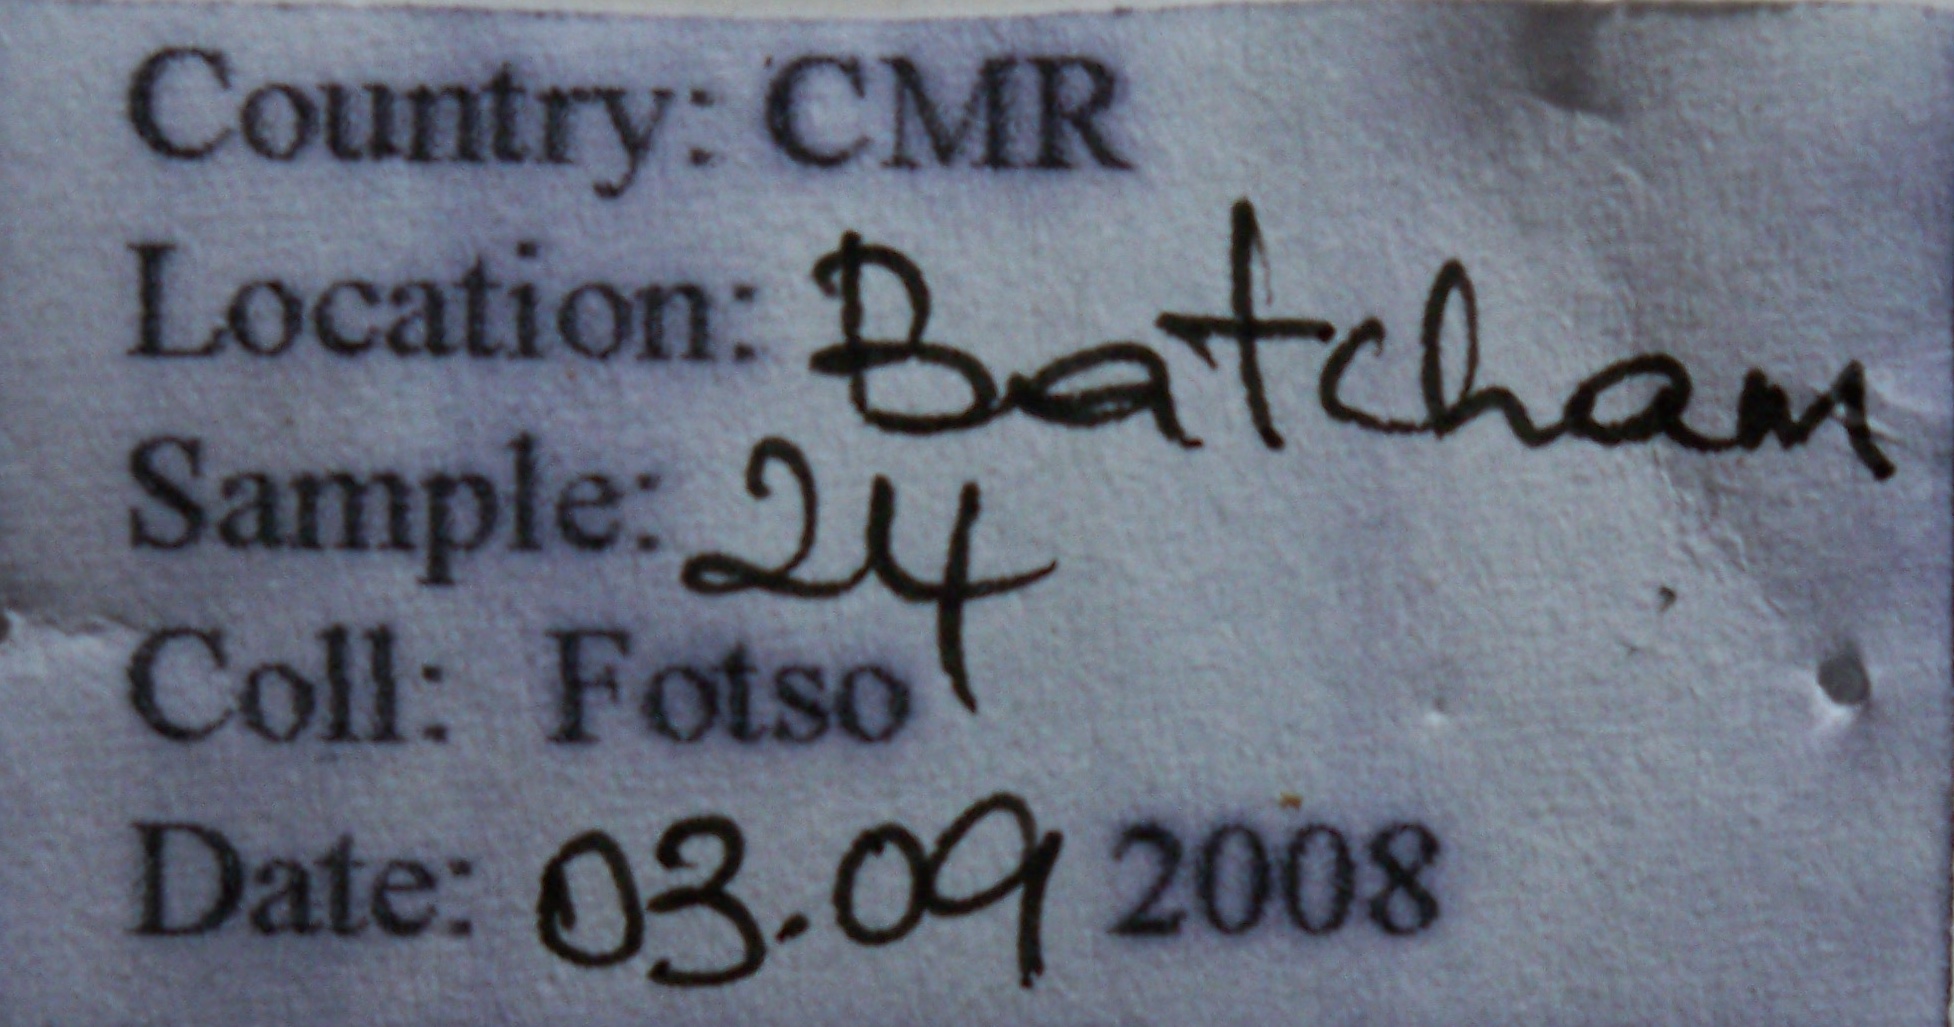 Country: CMR
Location: Batcham
Sample: 24
Coll: Fotso
Date: 03.09 2008